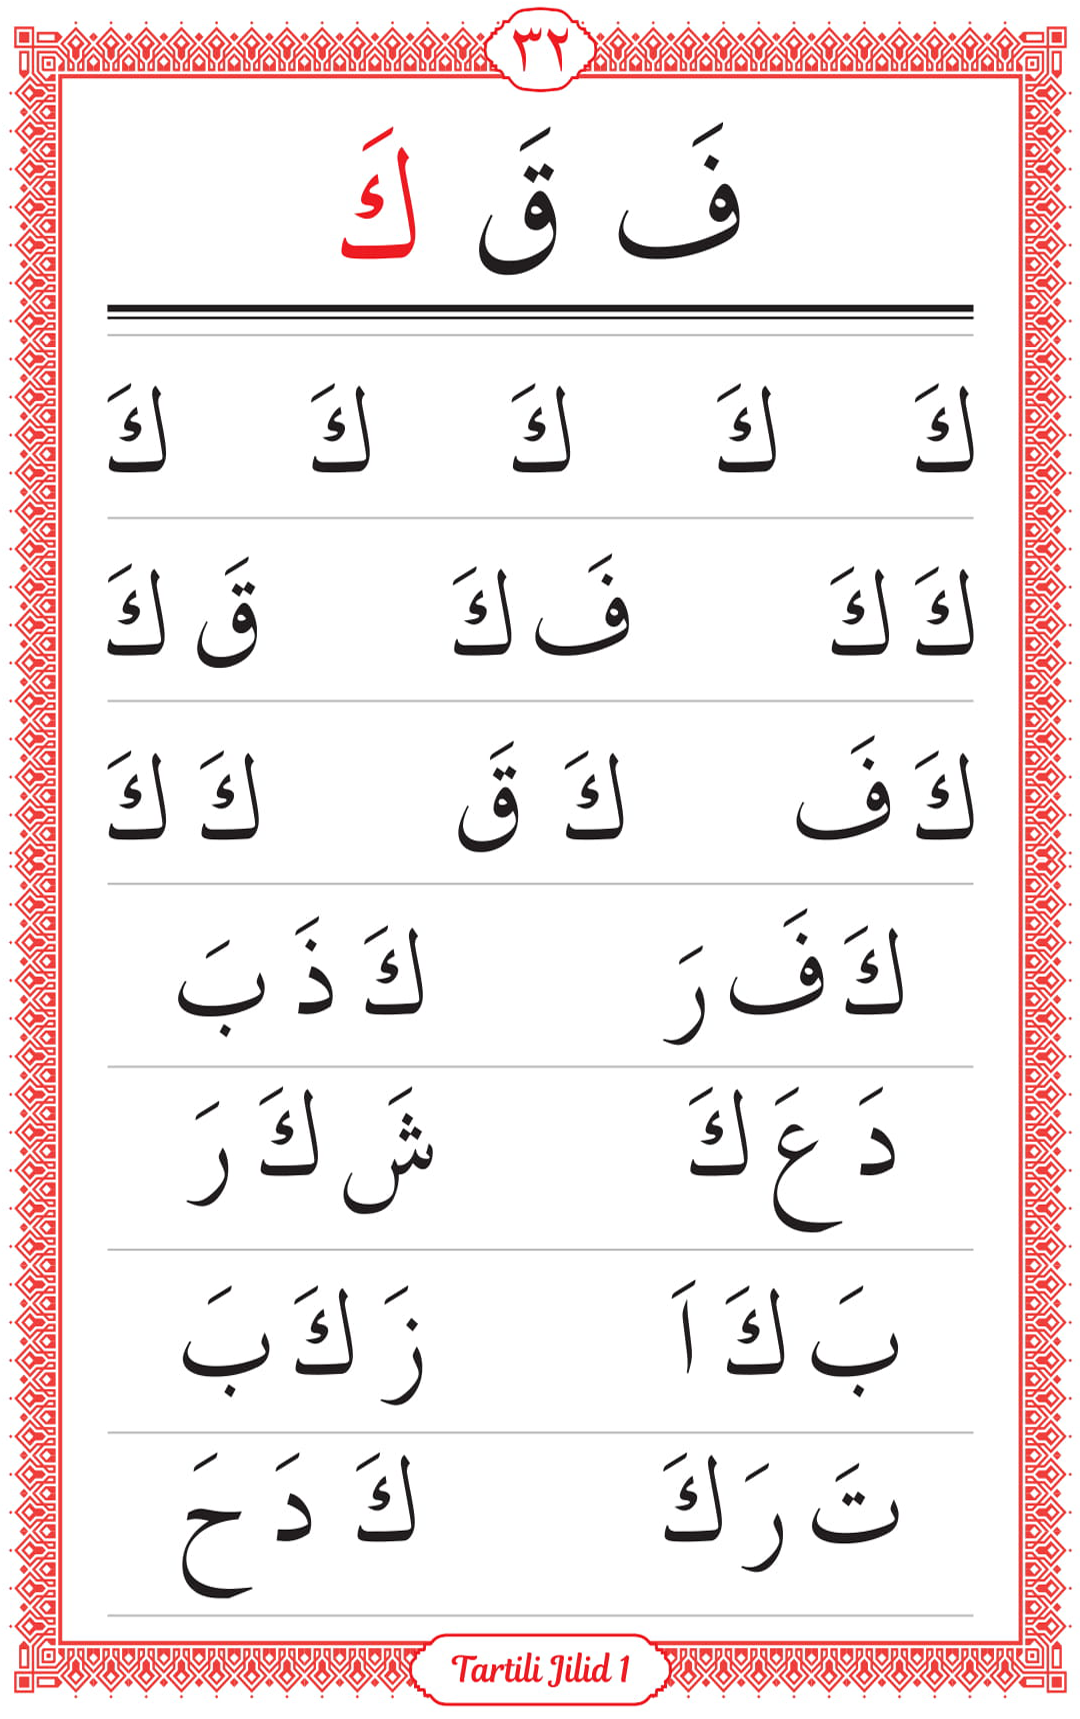 ٣٢
فَ قَ كَ
كَ كَ كَ كَ كَ
كَ كَ فَ كَ قَ كَ
كَ فَ كَ قَ كَ كَ
كَ فَ رَ كَ ذَ بَ
دَ عَ كَ شَ كَ رَ
بَ كَ اَ زَ كَ بَ
تَ رَ كَ كَ دَ حَ
Tartili Jilid 1